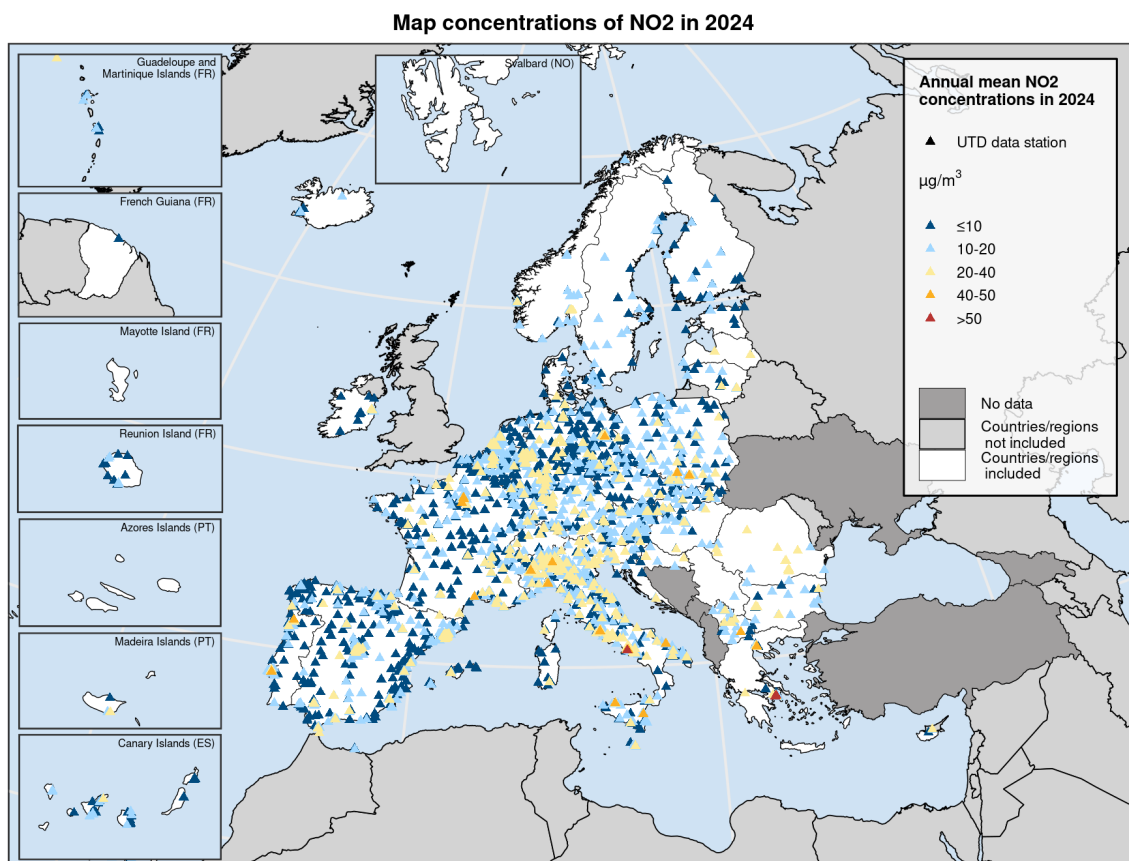 Map concentrations of NO2 in 2024
Guadeloupe and
Martinique Islands (FR)
Svalbard (NO)
French Guiana (FR)
Mayotte Island (FR)
Reunion Island (FR)
Azores Islands (PT)
Madeira Islands (PT)
Canary Islands (ES)
Annual mean NO2
concentrations in 2024
UTD data station
µg/m³
≤10
10-20
20-40
40-50
>50
No data
Countries/regions
not included
Countries/regions
included